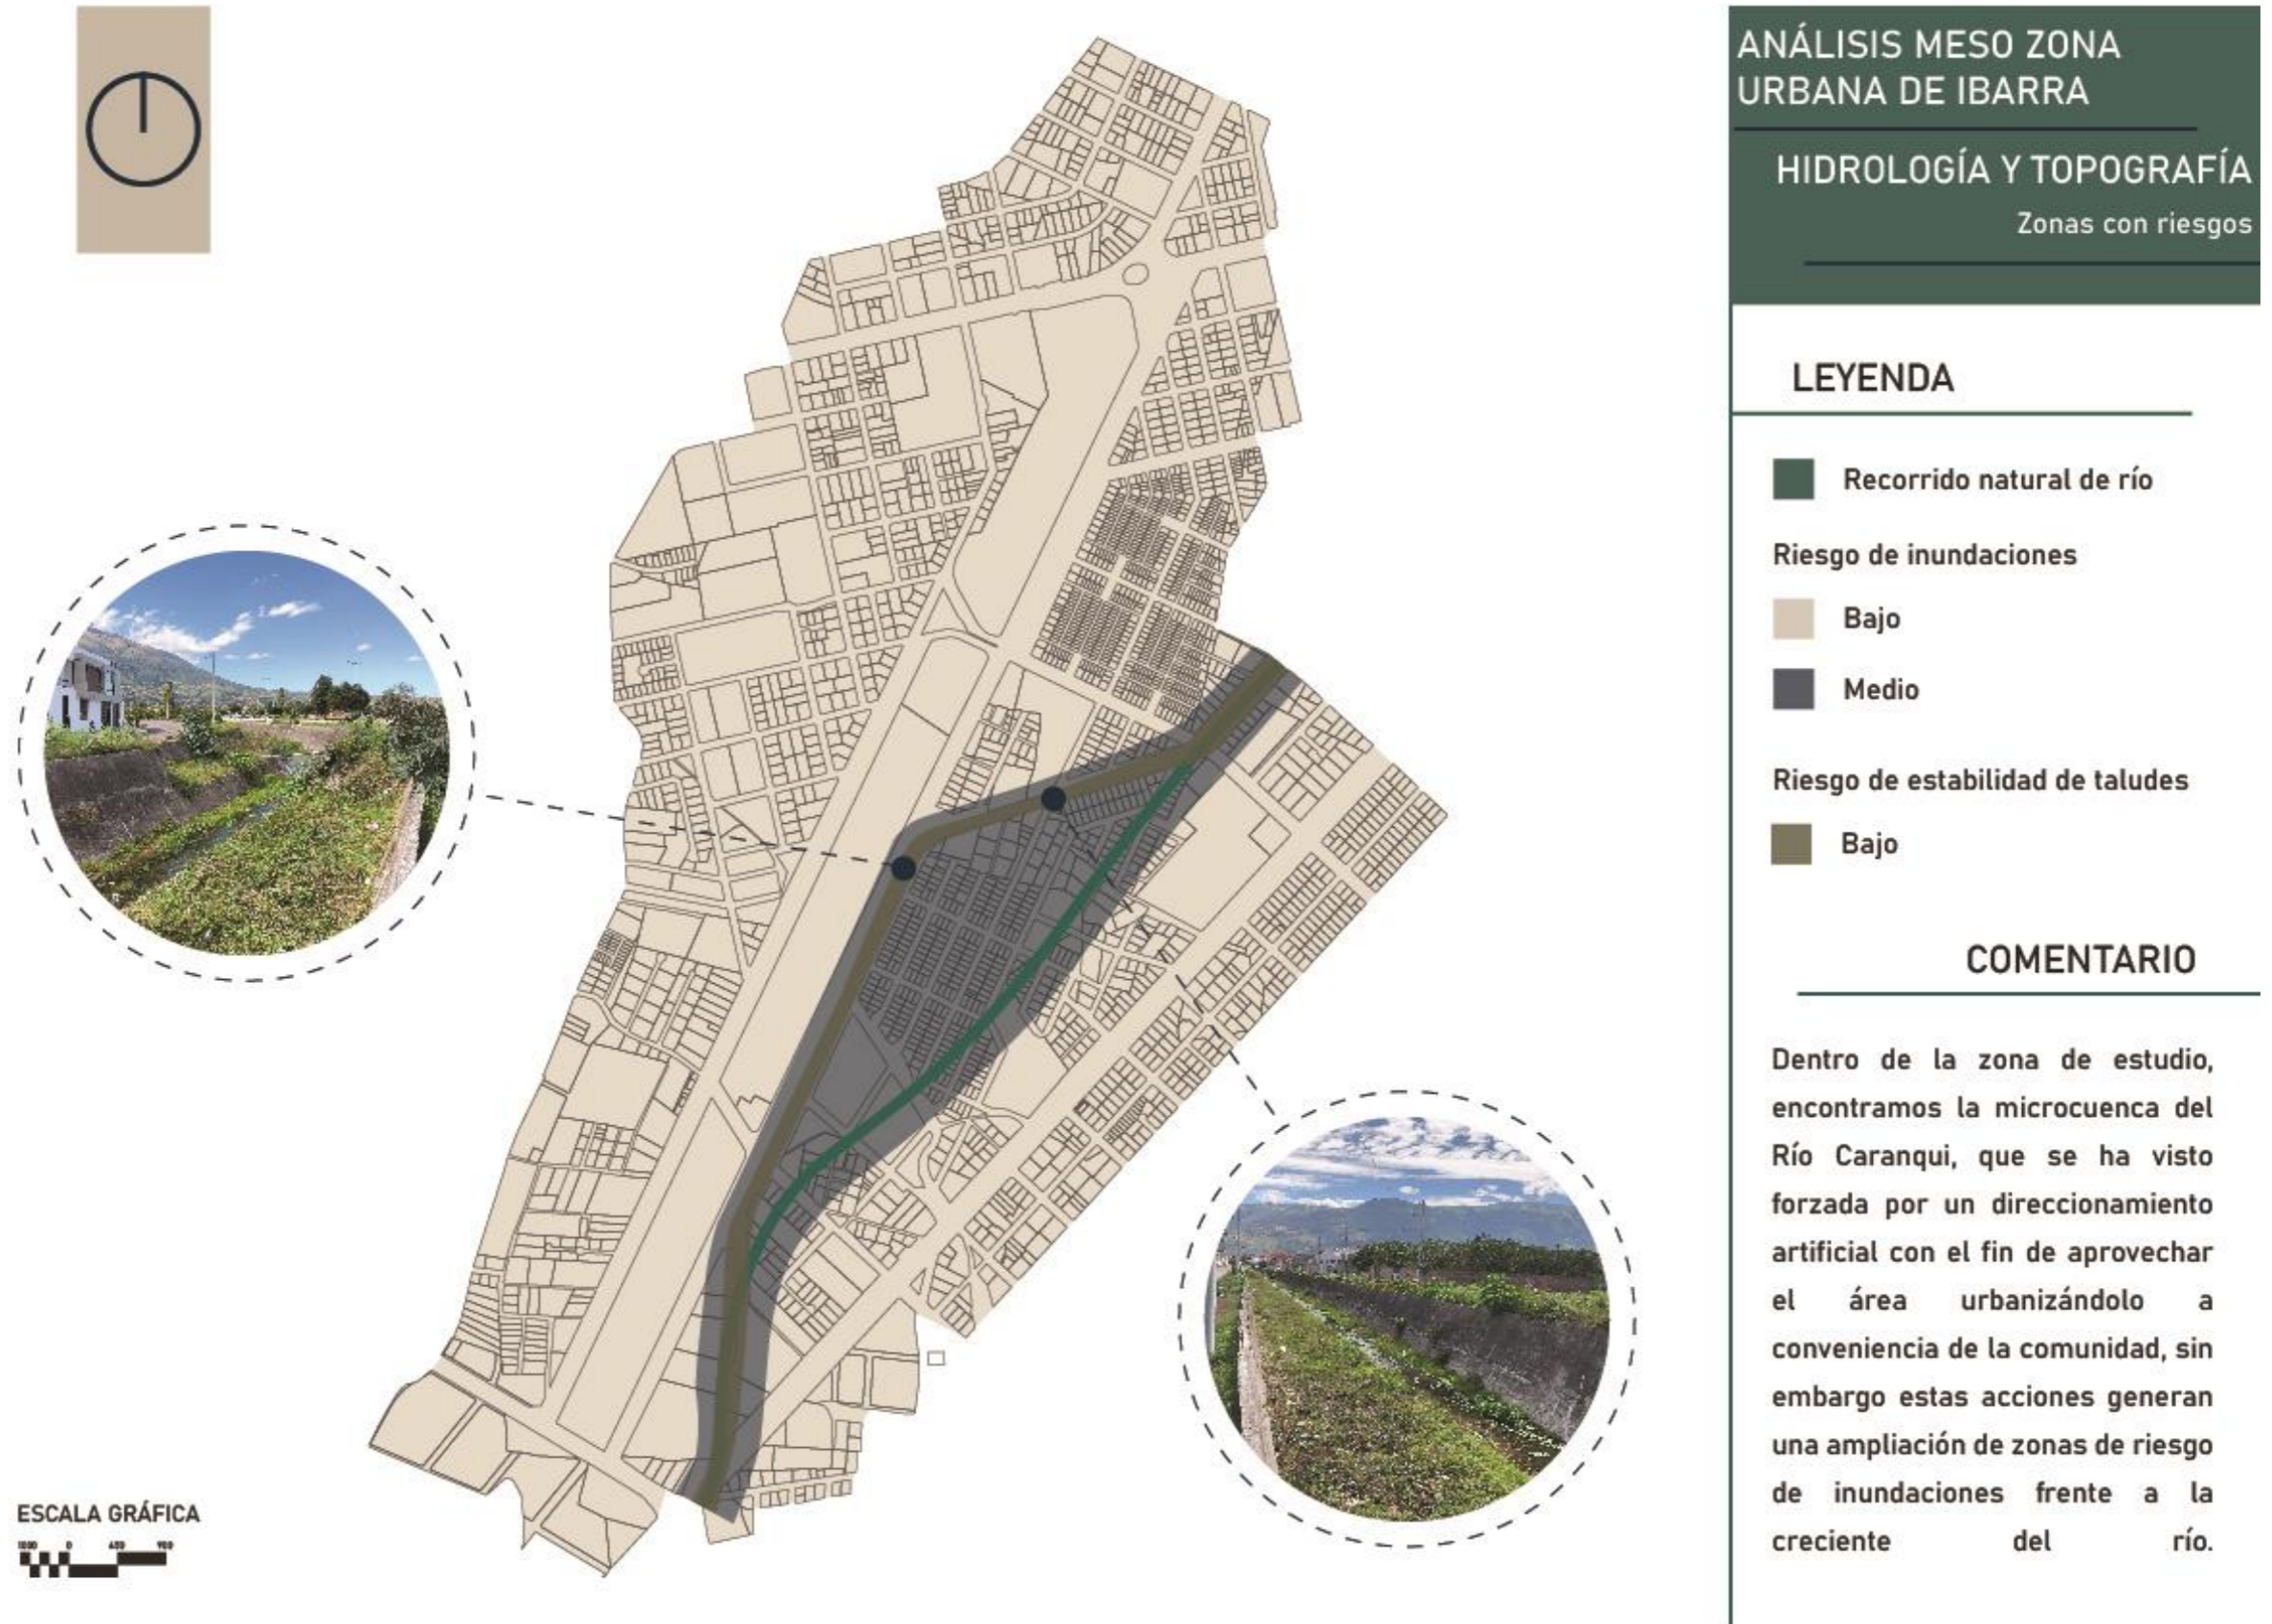 ANÁLISIS MESO ZONA
URBANA DE IBARRA
HIDROLOGÍA Y TOPOGRAFÍA
Zonas con riesgos
LEYENDA
Recorrido natural de río
Riesgo de inundaciones
Bajo
Medio
Riesgo de estabilidad de taludes
Bajo
COMENTARIO
Dentro de la zona de estudio,
encontramos la microcuenca del
Río Caranqui, que se ha visto
forzada por un direccionamiento
artificial con el fin de aprovechar
el área urbanizándolo a
conveniencia de la comunidad, sin
embargo estas acciones generan
una ampliación de zonas de riesgo
de inundaciones frente a la
creciente del río.
ESCALA GRÁFICA
0
900